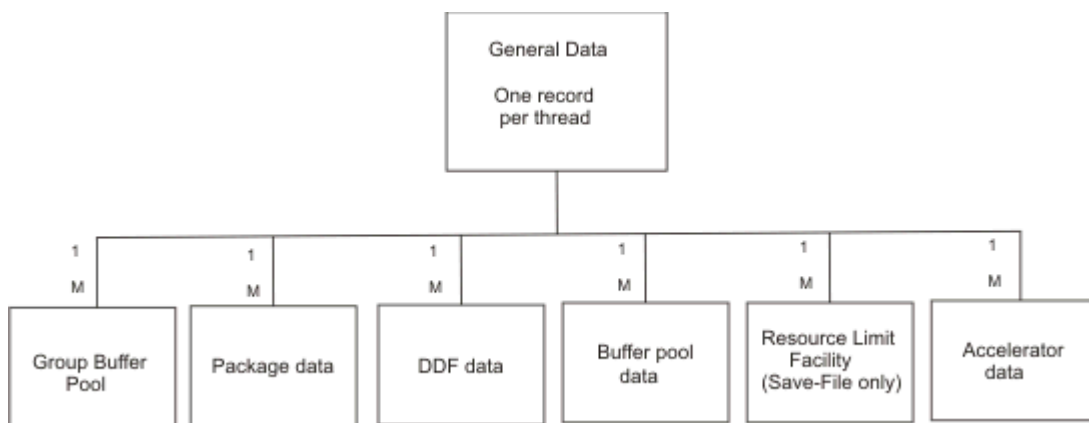 General Data
One record
per thread
1
1
1
1
1
1
M
M
M
M
M
M
Group Buffer
Pool
Package data
DDF data
Buffer pool
data
Resource Limit
Facility
(Save-File only)
Accelerator
data